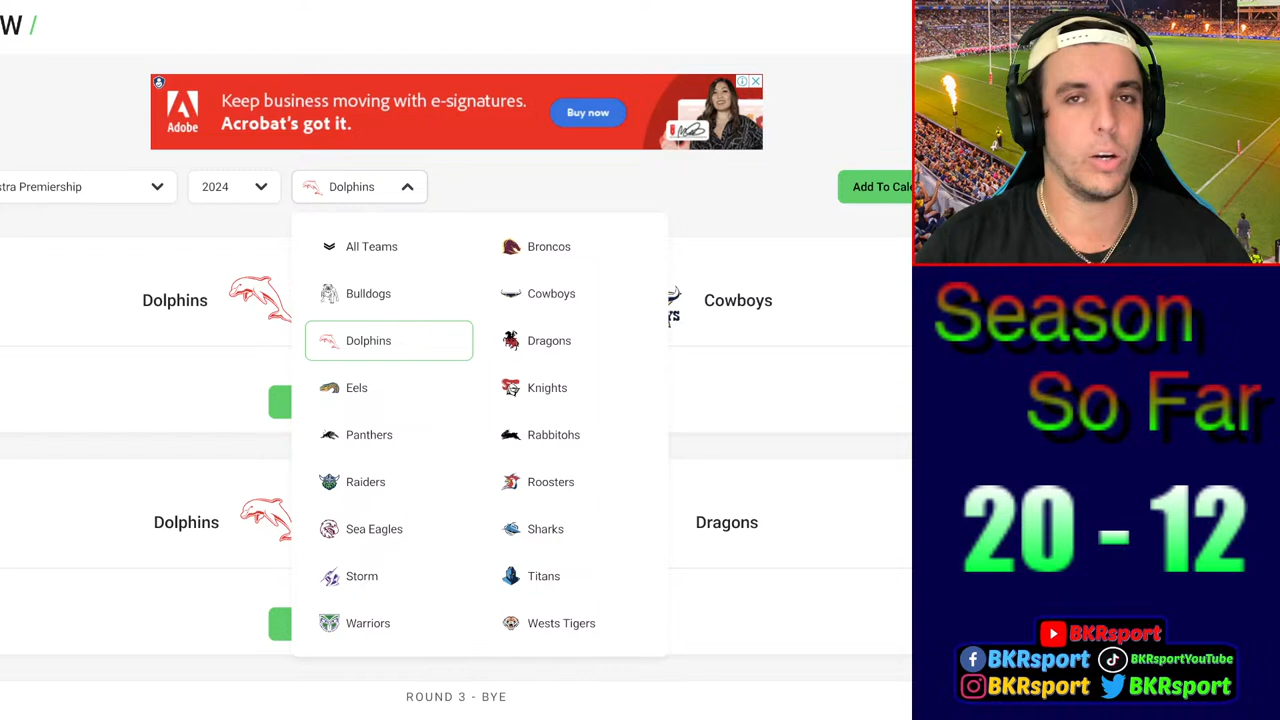 W /
Keep business moving with e-signatures.
Acrobat's got it.
Adobe
Buy now
stra Premiership
2024
Dolphins
Add To Cale
All Teams
Broncos
Bulldogs
Cowboys
Dolphins
Dragons
Eels
Knights
Panthers
Rabbitohs
Raiders
Roosters
Sea Eagles
Sharks
Storm
Titans
Warriors
Wests Tigers
Dolphins
Cowboys
Dolphins
Dragons
ROUND 3 - BYE
Season
So Far
20 - 12
BKRsport
BKRsport
BKRsportYouTube
BKRsport
BKRsport